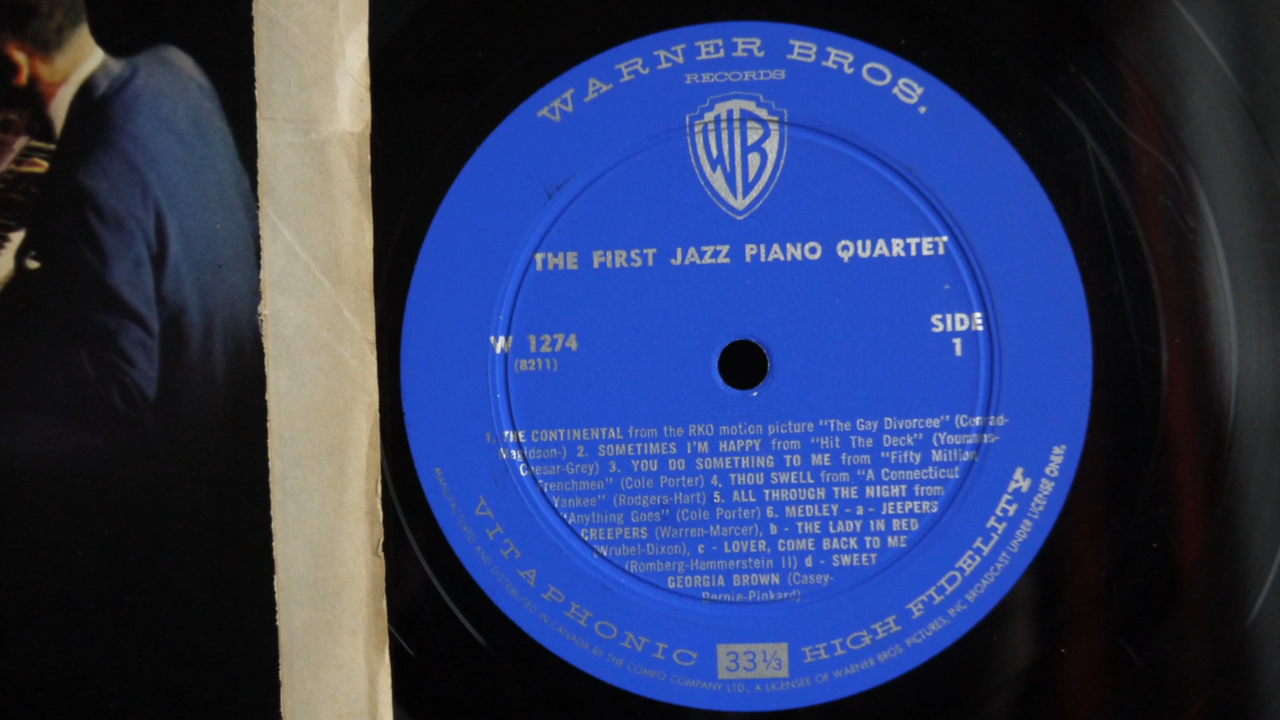 WARNER BROS.
RECORDS
WB
THE FIRST JAZZ PIANO QUARTET
W 1274
(8211)
SIDE
1
1. THE CONTINENTAL from the RKO motion picture "The Gay Divorcee" (Conrad-
Magidson-) 2. SOMETIMES I'M HAPPY from "Hit The Deck" (Youmans-
Caesar-Grey) 3. YOU DO SOMETHING TO ME from "Fifty Million
Frenchmen" (Cole Porter) 4. THOU SWELL from "A Connecticut
Yankee" (Rodgers-Hart) 5. ALL THROUGH THE NIGHT from
"Anything Goes" (Cole Porter) 6. MEDLEY - a - JEEPERS
CREEPERS (Warren-Marcer), b - THE LADY IN RED
(Wrubel-Dixon), c - LOVER, COME BACK TO ME
(Romberg-Hammerstein II) d - SWEET
GEORGIA BROWN (Casey-
Bernie-Pinkard)
VITAPHONIC 33⅓ HIGH FIDELITY
MANUFACTURED AND DISTRIBUTED IN CANADA BY THE COMPO COMPANY LTD., A LICENSEE OF WARNER BROS. PICTURES, INC. BROADCAST UNDER LICENSE ONLY.